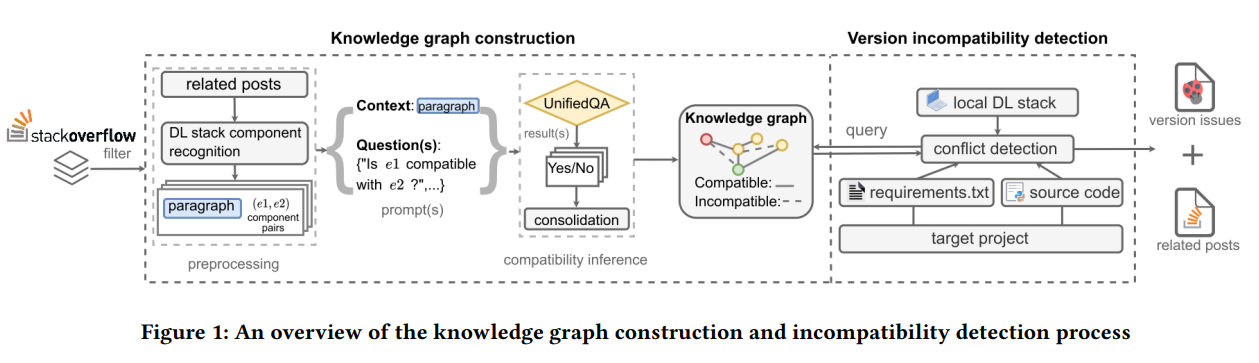 Knowledge graph construction
Version incompatibility detection
stackoverflow
filter
related posts
DL stack component
recognition
paragraph
(e1, e2)
component
pairs
preprocessing
Context: paragraph
Question(s):
{"Is e1 compatible
with e2 ?",...}
prompt(s)
UnifiedQA
result(s)
Yes/No
consolidation
compatibility inference
Knowledge graph
Compatible:
Incompatible:
query
local DL stack
conflict detection
requirements.txt
source code
target project
version issues
+
related posts
Figure 1: An overview of the knowledge graph construction and incompatibility detection process